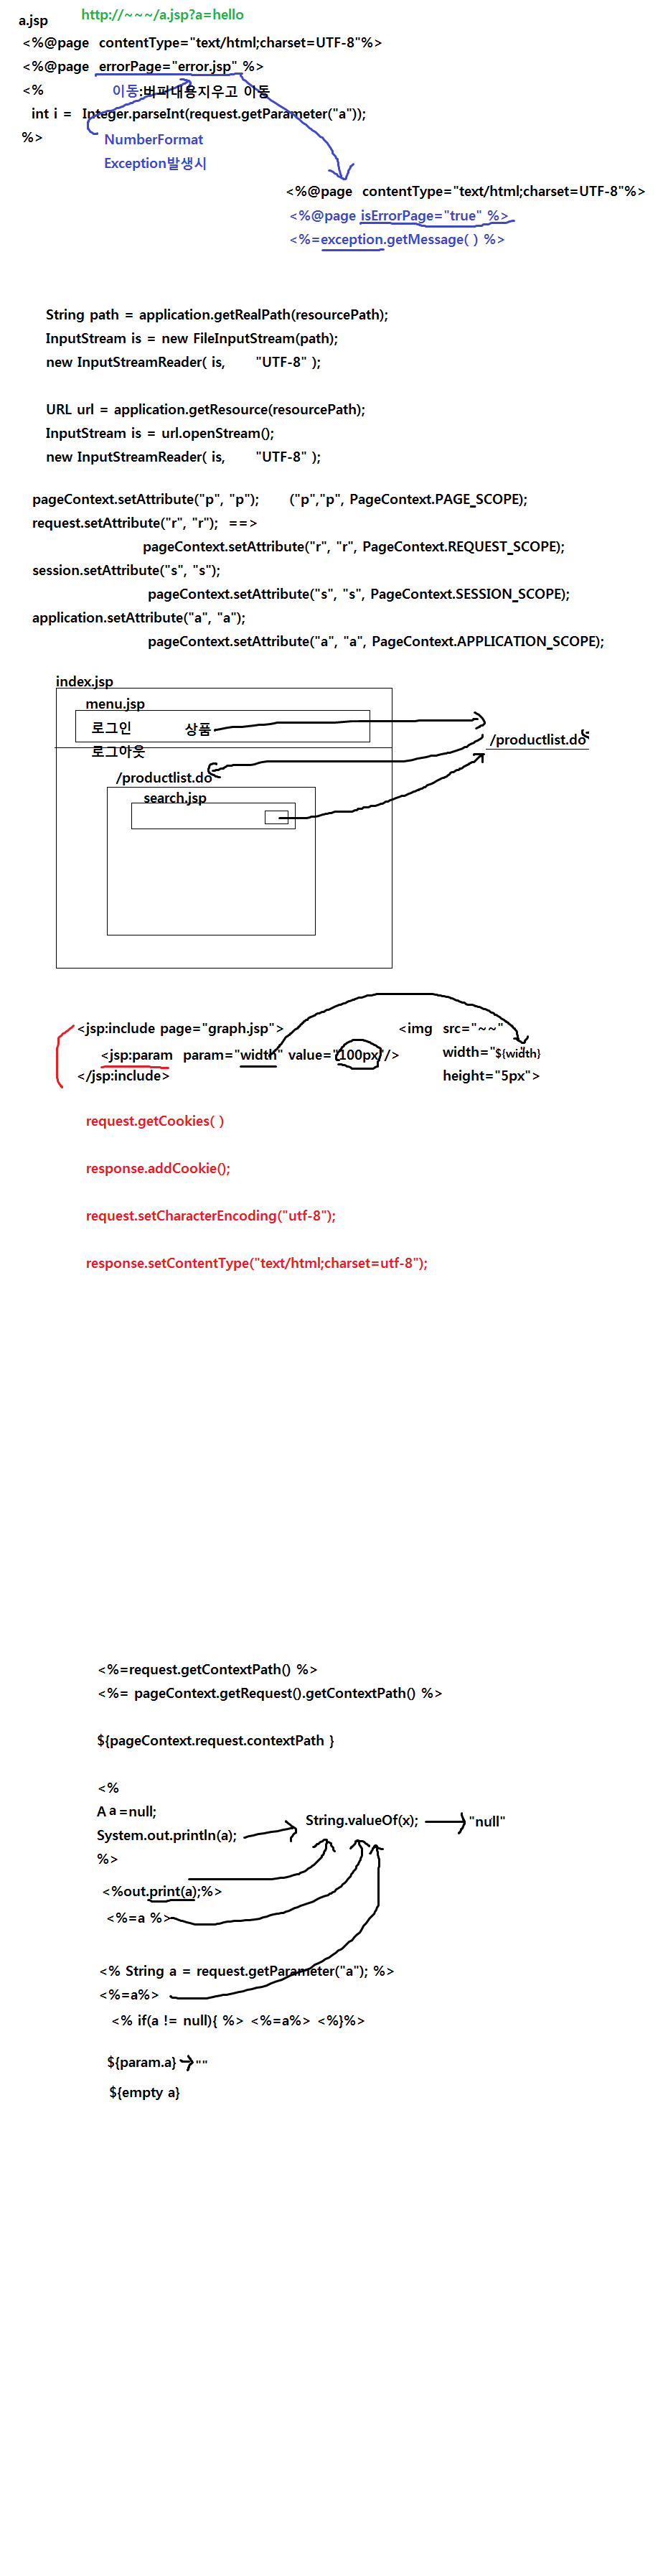 a.jsp
http://~~~/a.jsp?a=hello
<%@page contentType="text/html;charset=UTF-8"%>
<%@page errorPage="error.jsp" %>
<% 이동:버퍼내용지우고 이동
int i = Integer.parseInt(request.getParameter("a"));
%>
NumberFormat
Exception발생시
<%@page contentType="text/html;charset=UTF-8"%>
<%@page isErrorPage="true" %>
<%=exception.getMessage( ) %>
String path = application.getRealPath(resourcePath);
InputStream is = new FileInputStream(path);
new InputStreamReader( is, "UTF-8" );
URL url = application.getResource(resourcePath);
InputStream is = url.openStream();
new InputStreamReader( is, "UTF-8" );
pageContext.setAttribute("p", "p"); ("p","p", PageContext.PAGE_SCOPE);
request.setAttribute("r", "r"); ==>
pageContext.setAttribute("r", "r", PageContext.REQUEST_SCOPE);
session.setAttribute("s", "s");
pageContext.setAttribute("s", "s", PageContext.SESSION_SCOPE);
application.setAttribute("a", "a");
pageContext.setAttribute("a", "a", PageContext.APPLICATION_SCOPE);
index.jsp
menu.jsp
로그인 상품
로그아웃
/productlist.do
/productlist.do
search.jsp
<jsp:include page="graph.jsp"> <img src="~~"
<jsp:param param="width" value="100px"/> width="${width}
</jsp:include> height="5px">
request.getCookies( )
response.addCookie();
request.setCharacterEncoding("utf-8");
response.setContentType("text/html;charset=utf-8");
<%=request.getContextPath() %>
<%= pageContext.getRequest().getContextPath() %>
${pageContext.request.contextPath }
<%
A a =null;
System.out.println(a); String.valueOf(x); "null"
%>
<%out.print(a);%>
<%=a %>
<% String a = request.getParameter("a"); %>
<%=a%>
<% if(a != null){ %> <%=a%> <%}%>
${param.a} ""
${empty a}